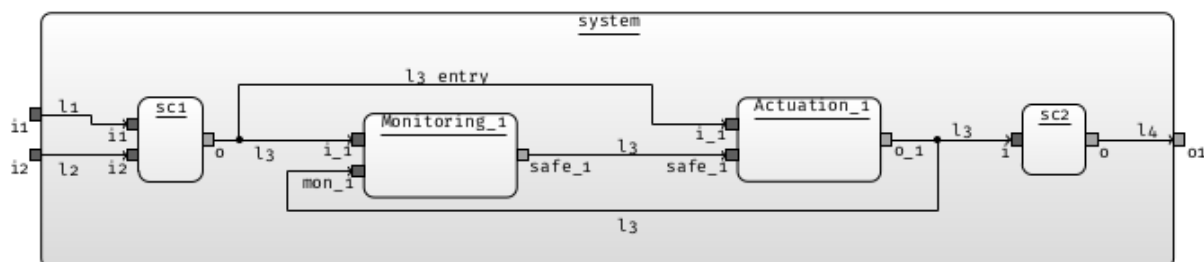 system
l3 entry
l1
sc1
Monitoring_1
Actuation_1
sc2
i1
i1
i_1
l3
l4
i2
l2
i2
o
l3
i_1
l3
safe_1
safe_1
o_1
i
o
o1
mon_1
l3